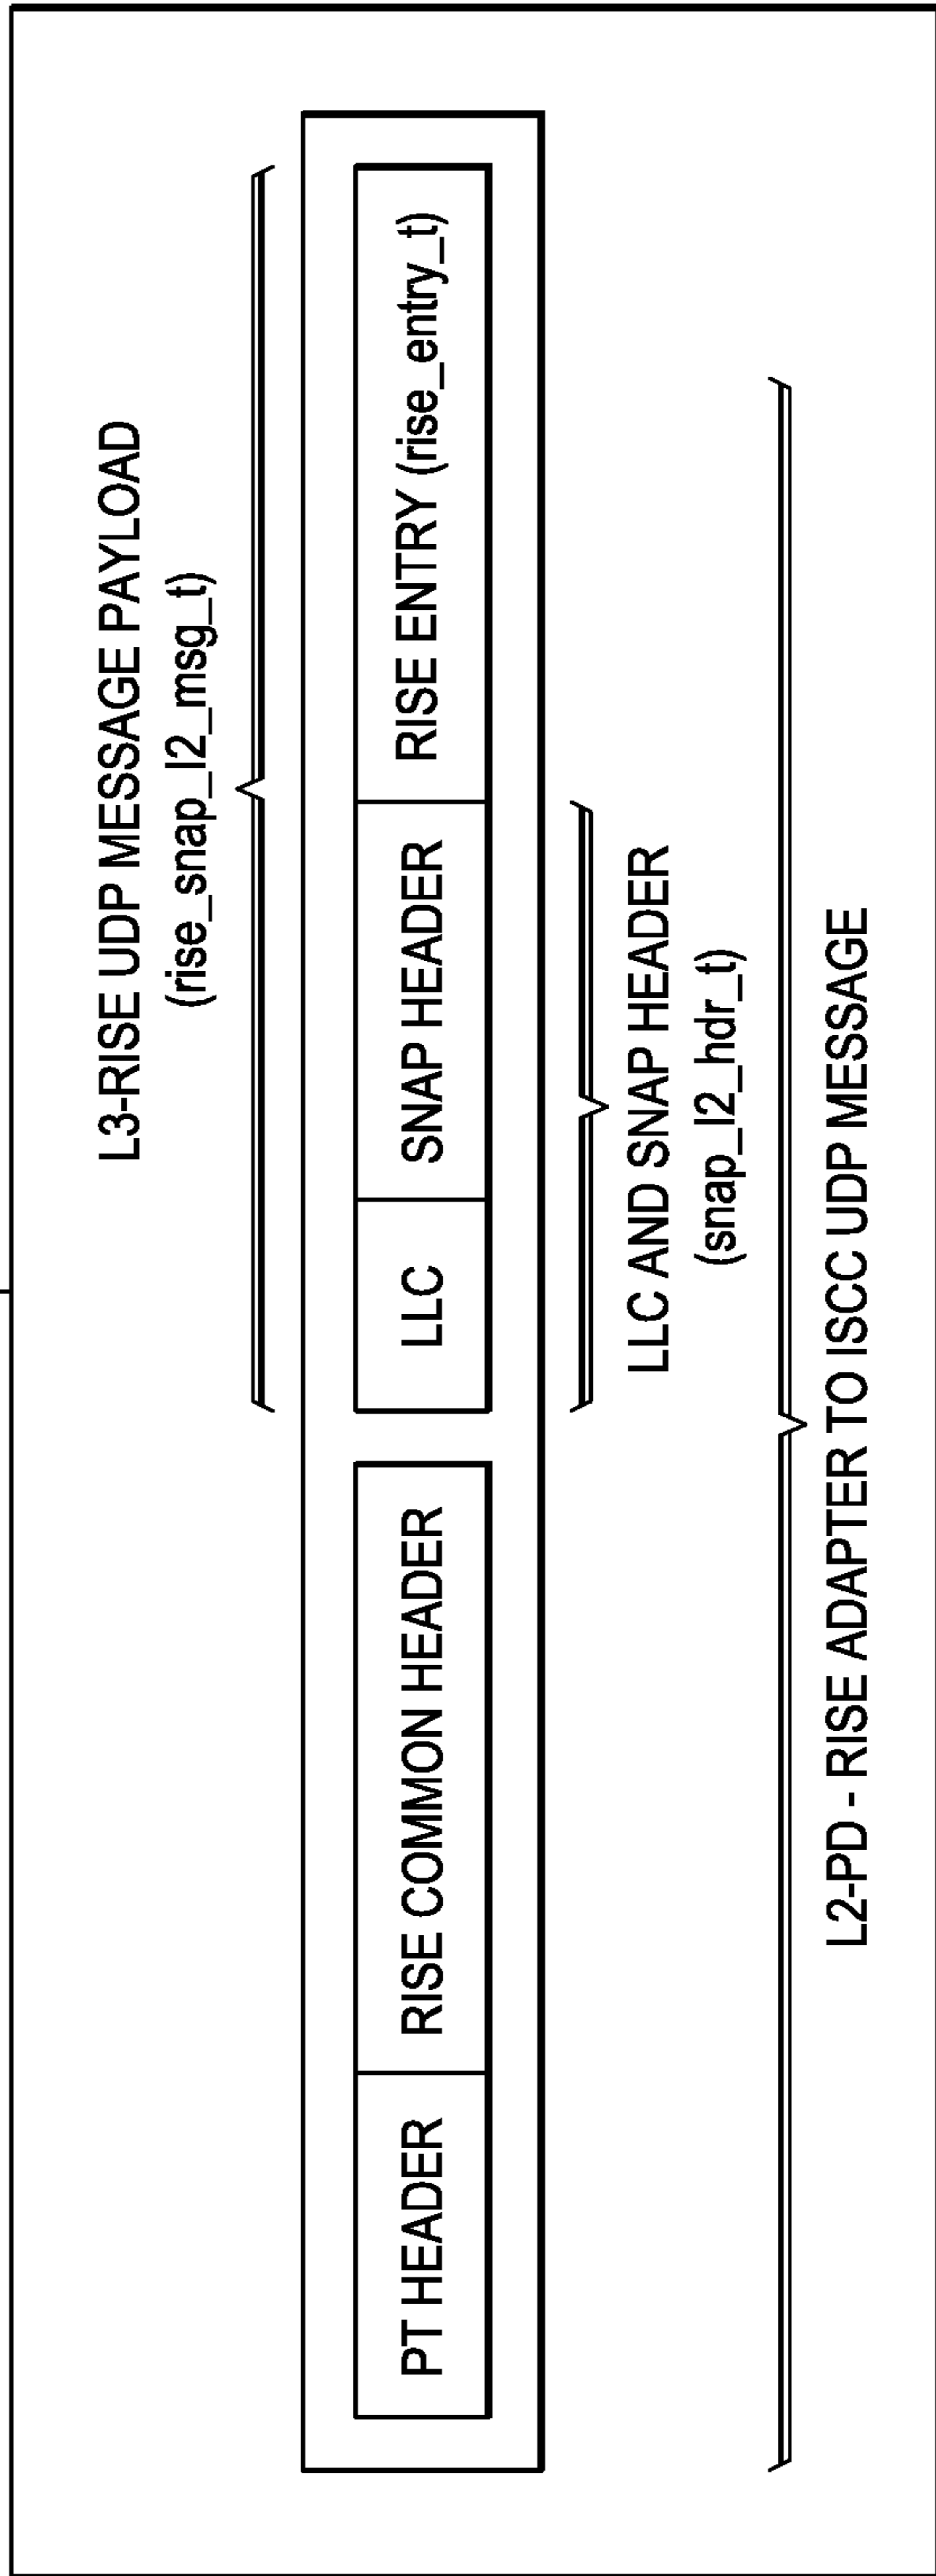 L3-RISE UDP MESSAGE PAYLOAD
(rise_snap_l2_msg_t)
PT HEADER
RISE COMMON HEADER
LLC
SNAP HEADER
RISE ENTRY (rise_entry_t)
LLC AND SNAP HEADER
(snap_l2_hdr_t)
L2-PD - RISE ADAPTER TO ISCC UDP MESSAGE